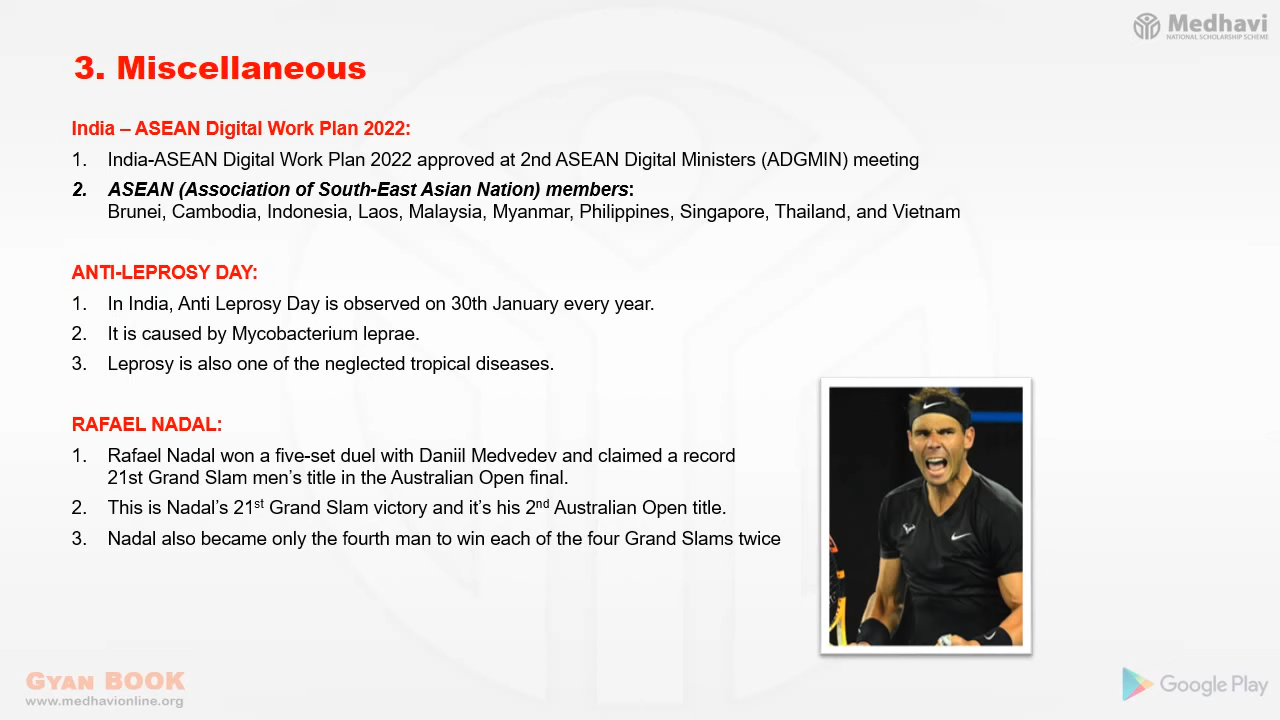 Medhavi
NATIONAL SCHOLARSHIP SCHEME
3. Miscellaneous
India – ASEAN Digital Work Plan 2022:
1. India-ASEAN Digital Work Plan 2022 approved at 2nd ASEAN Digital Ministers (ADGMIN) meeting
2. ASEAN (Association of South-East Asian Nation) members:
Brunei, Cambodia, Indonesia, Laos, Malaysia, Myanmar, Philippines, Singapore, Thailand, and Vietnam
ANTI-LEPROSY DAY:
1. In India, Anti Leprosy Day is observed on 30th January every year.
2. It is caused by Mycobacterium leprae.
3. Leprosy is also one of the neglected tropical diseases.
RAFAEL NADAL:
1. Rafael Nadal won a five-set duel with Daniil Medvedev and claimed a record
21st Grand Slam men’s title in the Australian Open final.
2. This is Nadal’s 21st Grand Slam victory and it’s his 2nd Australian Open title.
3. Nadal also became only the fourth man to win each of the four Grand Slams twice
GYAN BOOK
www.medhavionline.org
Google Play